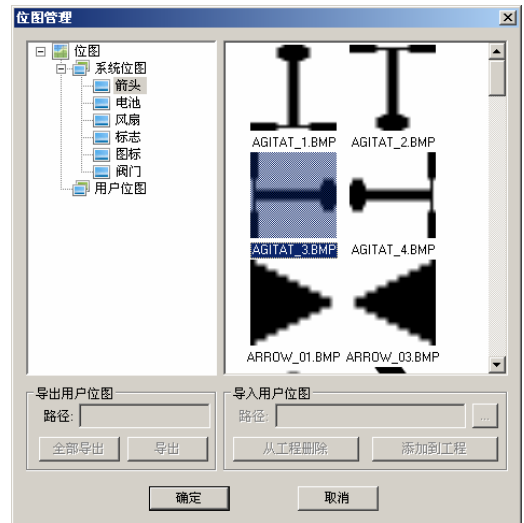 位图管理
位图
系统位图
箭头
电池
风扇
标志
图标
阀门
用户位图
AGITAT_1.BMP AGITAT_2.BMP
AGITAT_3.BMP AGITAT_4.BMP
ARROW_01.BMP ARROW_03.BMP
导出用户位图
路径:
全部导出 导出
导入用户位图
路径: ...
从工程删除 添加到工程
确定 取消